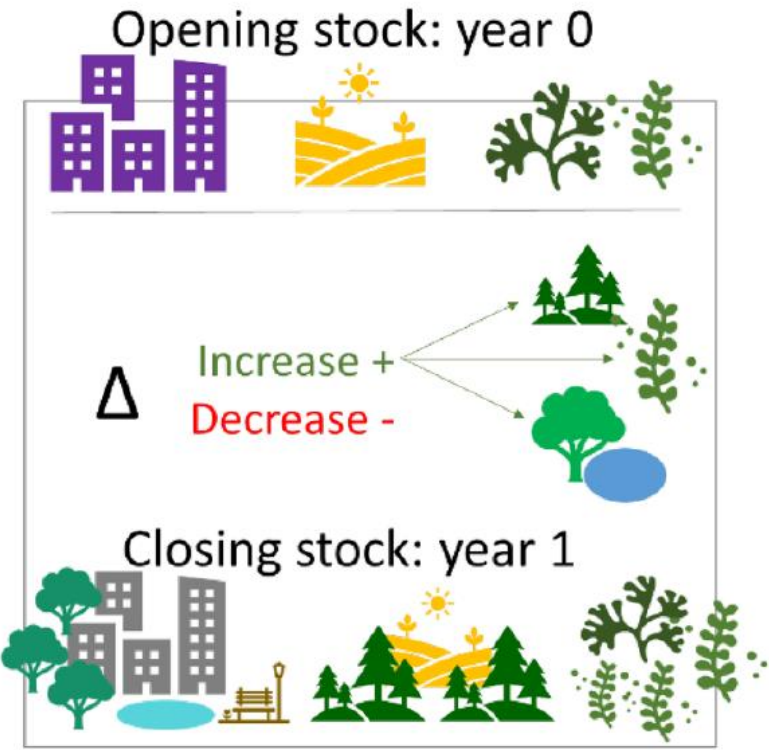 Opening stock: year 0
Δ
Increase +
Decrease -
Closing stock: year 1